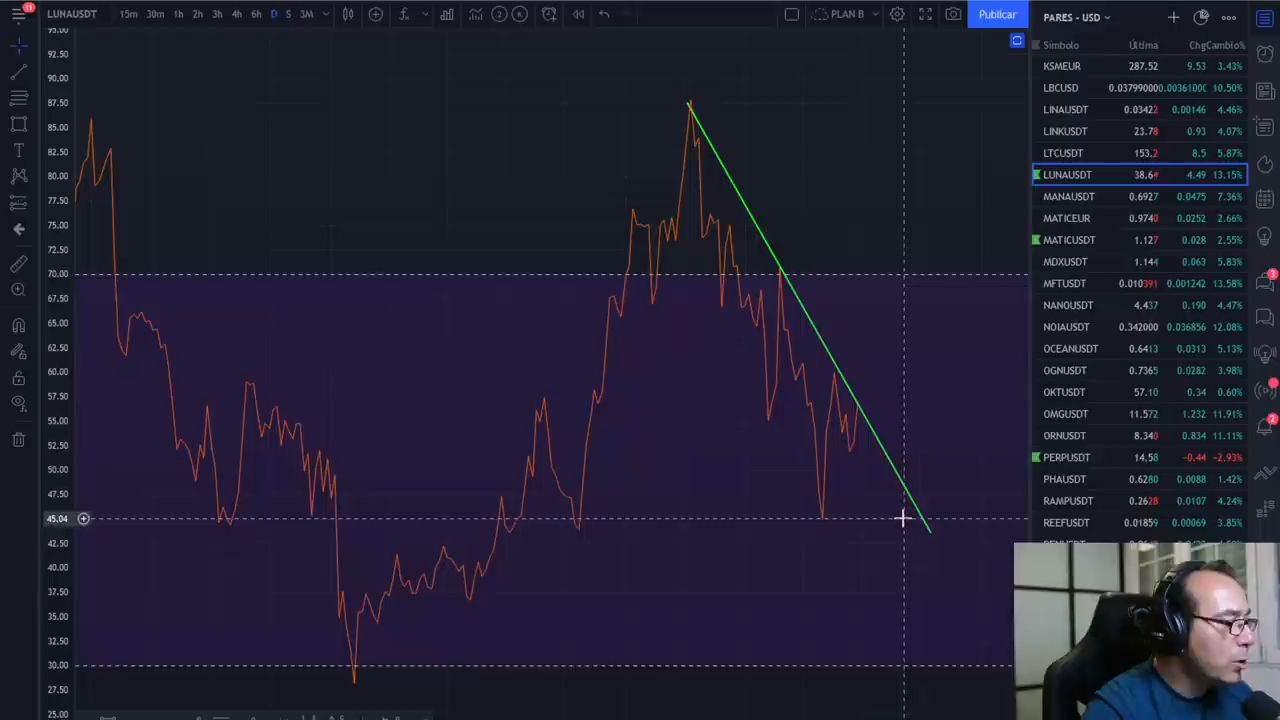 11
LUNAUSDT 15m 30m 1h 2h 3h 4h 6h D S 3M PLAN B Publicar
PARES - USD
Símbolo Última Chg Cambio%
KSMEUR 287.52 9.53 3.43%
LBCUSD 0.03799000 0.0036100 10.50%
LINAUSDT 0.03422 0.00146 4.46%
LINKUSDT 23.78 0.93 4.07%
LTCUSDT 153.2 8.5 5.87%
LUNAUSDT 38.64 4.49 13.15%
MANAUSDT 0.6927 0.0475 7.36%
MATICEUR 0.9740 0.0252 2.66%
MATICUSDT 1.127 0.028 2.55%
MDXUSDT 1.144 0.063 5.83%
MFTUSDT 0.010391 0.001242 13.58%
NANOUSDT 4.437 0.190 4.47%
NOIAUSDT 0.342000 0.036856 12.08%
OCEANUSDT 0.6413 0.0313 5.13%
OGNUSDT 0.7365 0.0282 3.98%
OKTUSDT 57.10 0.34 0.60%
OMGUSDT 11.572 1.232 11.91%
ORNUSDT 8.340 0.834 11.11%
PERPUSDT 14.58 -0.44 -2.93%
PHAUSDT 0.6280 0.0088 1.42%
RAMPUSDT 0.2628 0.0107 4.24%
REEFUSDT 0.01859 0.00069 3.85%
95.00
92.50
90.00
87.50
85.00
82.50
80.00
77.50
75.00
72.50
70.00
67.50
65.00
62.50
60.00
57.50
55.00
52.50
50.00
47.50
45.04
42.50
40.00
37.50
35.00
32.50
30.00
27.50
25.00
3
2